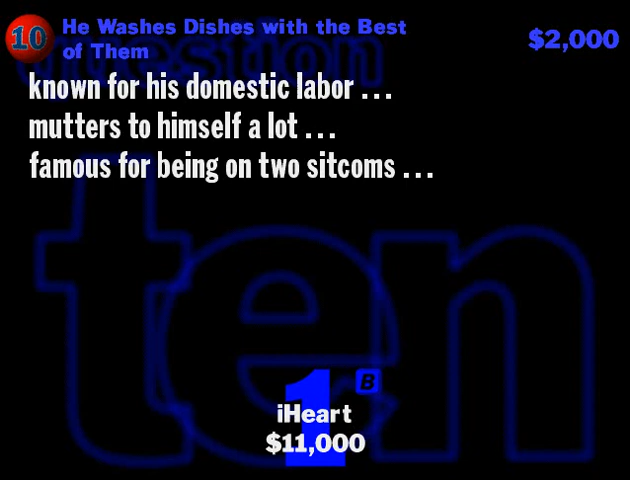 10
He Washes Dishes with the Best
of Them
$2,000
question
known for his domestic labor . . .
mutters to himself a lot . . .
famous for being on two sitcoms . . .
ten
1
B
iHeart
$11,000